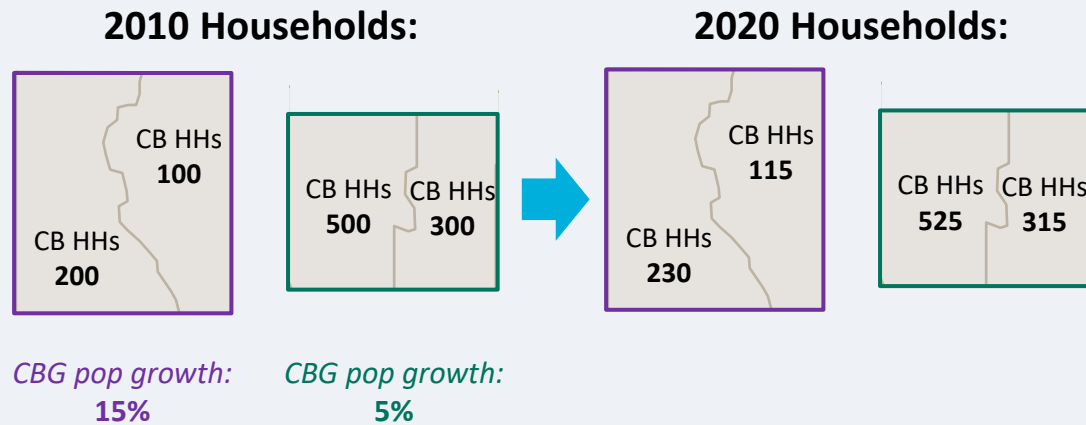 2010 Households:
2020 Households:
CB HHs
100
CB HHs
200
CB HHs
500
CB HHs
300
CB HHs
115
CB HHs
230
CB HHs
525
CB HHs
315
CBG pop growth:
15%
CBG pop growth:
5%